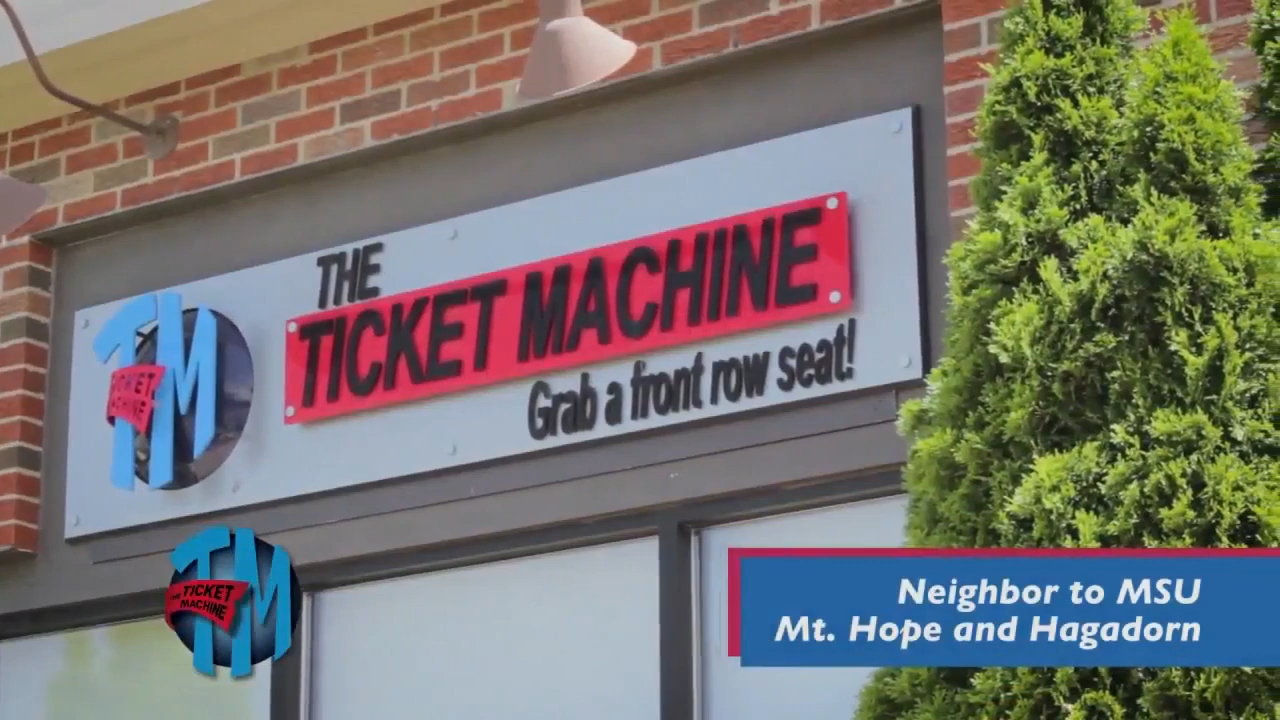 THE
TICKET MACHINE
Grab a front row seat!
TM
TICKET
MACHINE
TM
THE TICKET
MACHINE
Neighbor to MSU
Mt. Hope and Hagadorn